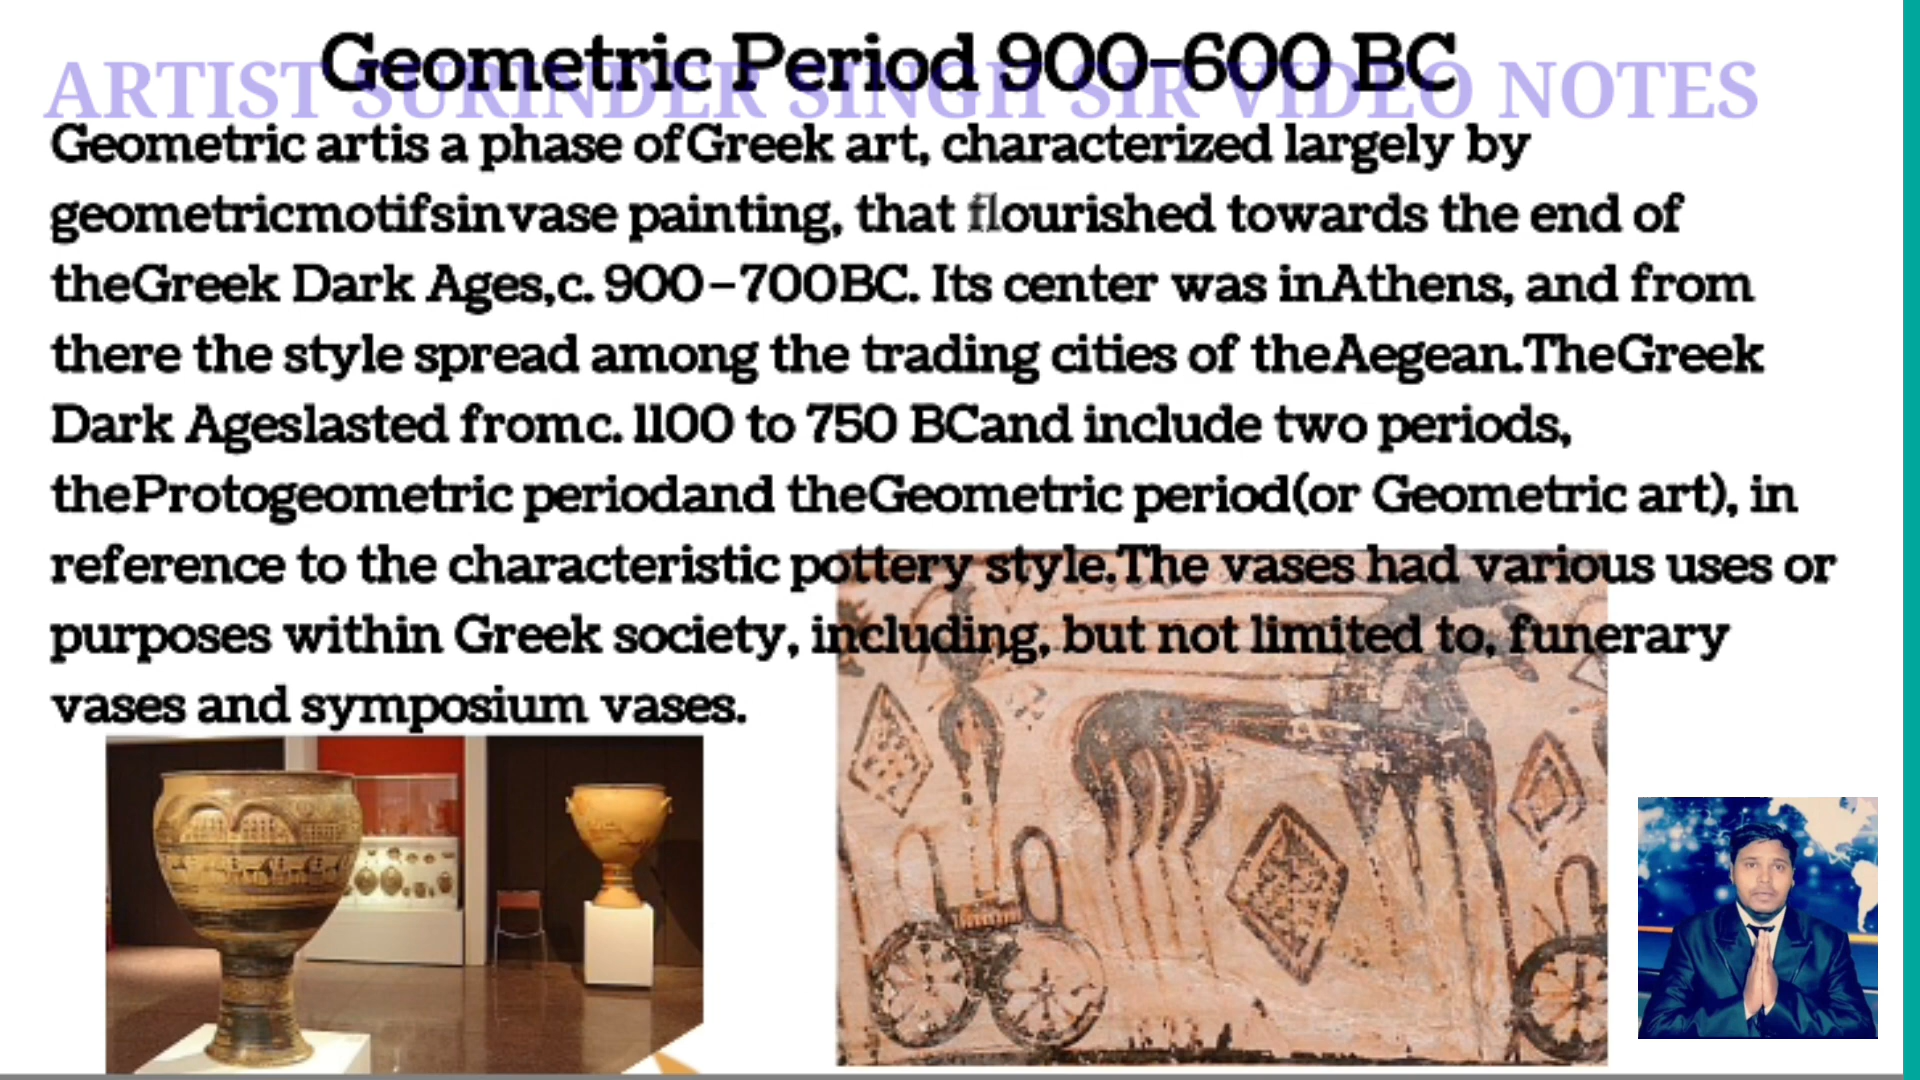 Geometric Period 900-600 BC
ARTIST SURINDER SINGH SIR VIDEO NOTES
Geometric artis a phase ofGreek art, characterized largely by
geometricmotifsinvase painting, that flourished towards the end of
theGreek Dark Ages,c. 900–700BC. Its center was inAthens, and from
there the style spread among the trading cities of theAegean.TheGreek
Dark Ageslasted fromc. 1100 to 750 BCand include two periods,
theProtogeometric periodand theGeometric period(or Geometric art), in
reference to the characteristic pottery style.The vases had various uses or
purposes within Greek society, including, but not limited to, funerary
vases and symposium vases.